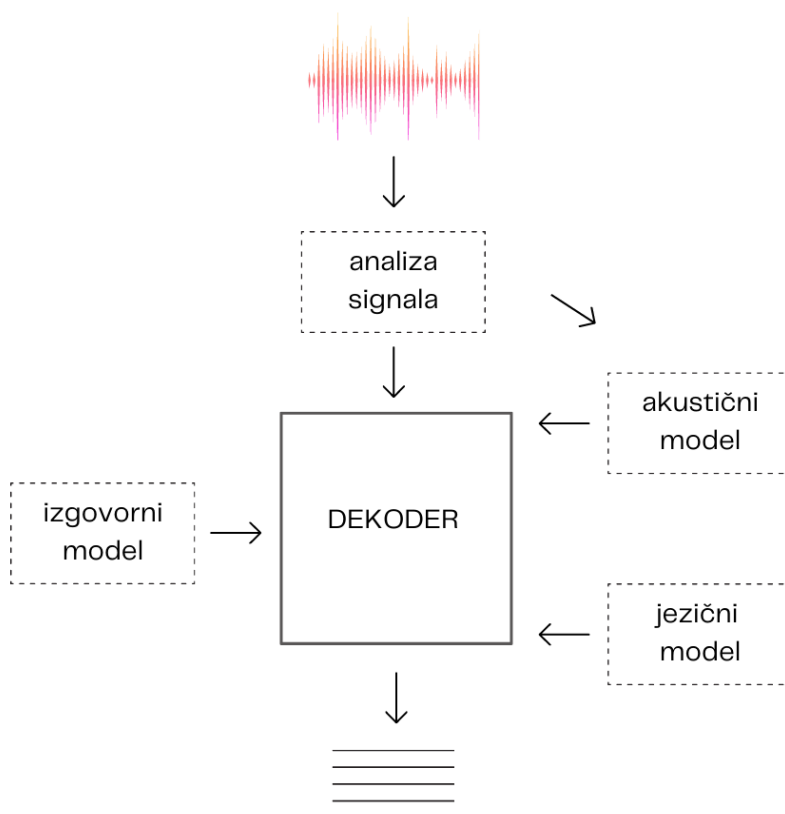 analiza
signala
akustični
model
izgovorni
model
DEKODER
jezični
model